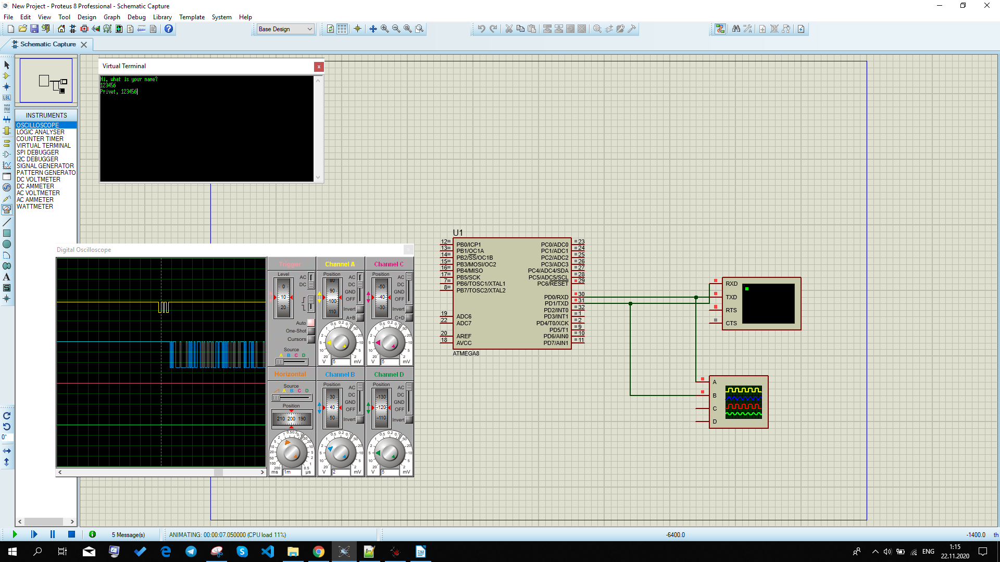 New Project - Proteus 8 Professional - Schematic Capture
File Edit View Tool Design Graph Debug Library Template System Help
Base Design
Schematic Capture
INSTRUMENTS
OSCILLOSCOPE
LOGIC ANALYSER
COUNTER TIMER
VIRTUAL TERMINAL
SPI DEBUGGER
I2C DEBUGGER
SIGNAL GENERATOR
PATTERN GENERATO
DC VOLTMETER
DC AMMETER
AC VOLTMETER
AC AMMETER
WATTMETER
Virtual Terminal
Hi, what is your name?
123456
Privet, 123456
Digital Oscilloscope
Trigger
Level
AC
DC
0
10
20
Auto
One-Shot
Cursors
Source
A B C D
Channel A
Position
AC
DC
GND
OFF
80
90
100
110
Invert
A+B
V 5 mV
Channel C
Position
AC
DC
GND
OFF
-50
-40
-30
Invert
C+D
V 5 mV
Horizontal
Source
A B C D
Position
210 200 190
ms 1m µs
Channel B
Position
AC
DC
GND
OFF
30
40
50
Invert
V 2 mV
Channel D
Position
AC
DC
GND
OFF
-130
-120
-110
Invert
V 5 mV
U1
12 PB0/ICP1
13 PB1/OC1A
14 PB2/SS/OC1B
15 PB3/MOSI/OC2
16 PB4/MISO
17 PB5/SCK
7 PB6/TOSC1/XTAL1
8 PB7/TOSC2/XTAL2
19 ADC6
22 ADC7
20 AREF
18 AVCC
PC0/ADC0 23
PC1/ADC1 24
PC2/ADC2 25
PC3/ADC3 26
PC4/ADC4/SDA 27
PC5/ADC5/SCL 28
PC6/RESET 29
PD0/RXD 30
PD1/TXD 31
PD2/INT0 32
PD3/INT1 1
PD4/T0/XCK 2
PD5/T1 9
PD6/AIN0 10
PD7/AIN1 11
ATMEGA8
RXD
TXD
RTS
CTS
A
B
C
D
0°
5 Message(s)
ANIMATING: 00:00:07.050000 (CPU load 11%)
-6400.0
-1400.0
th
ENG
1:15
22.11.2020